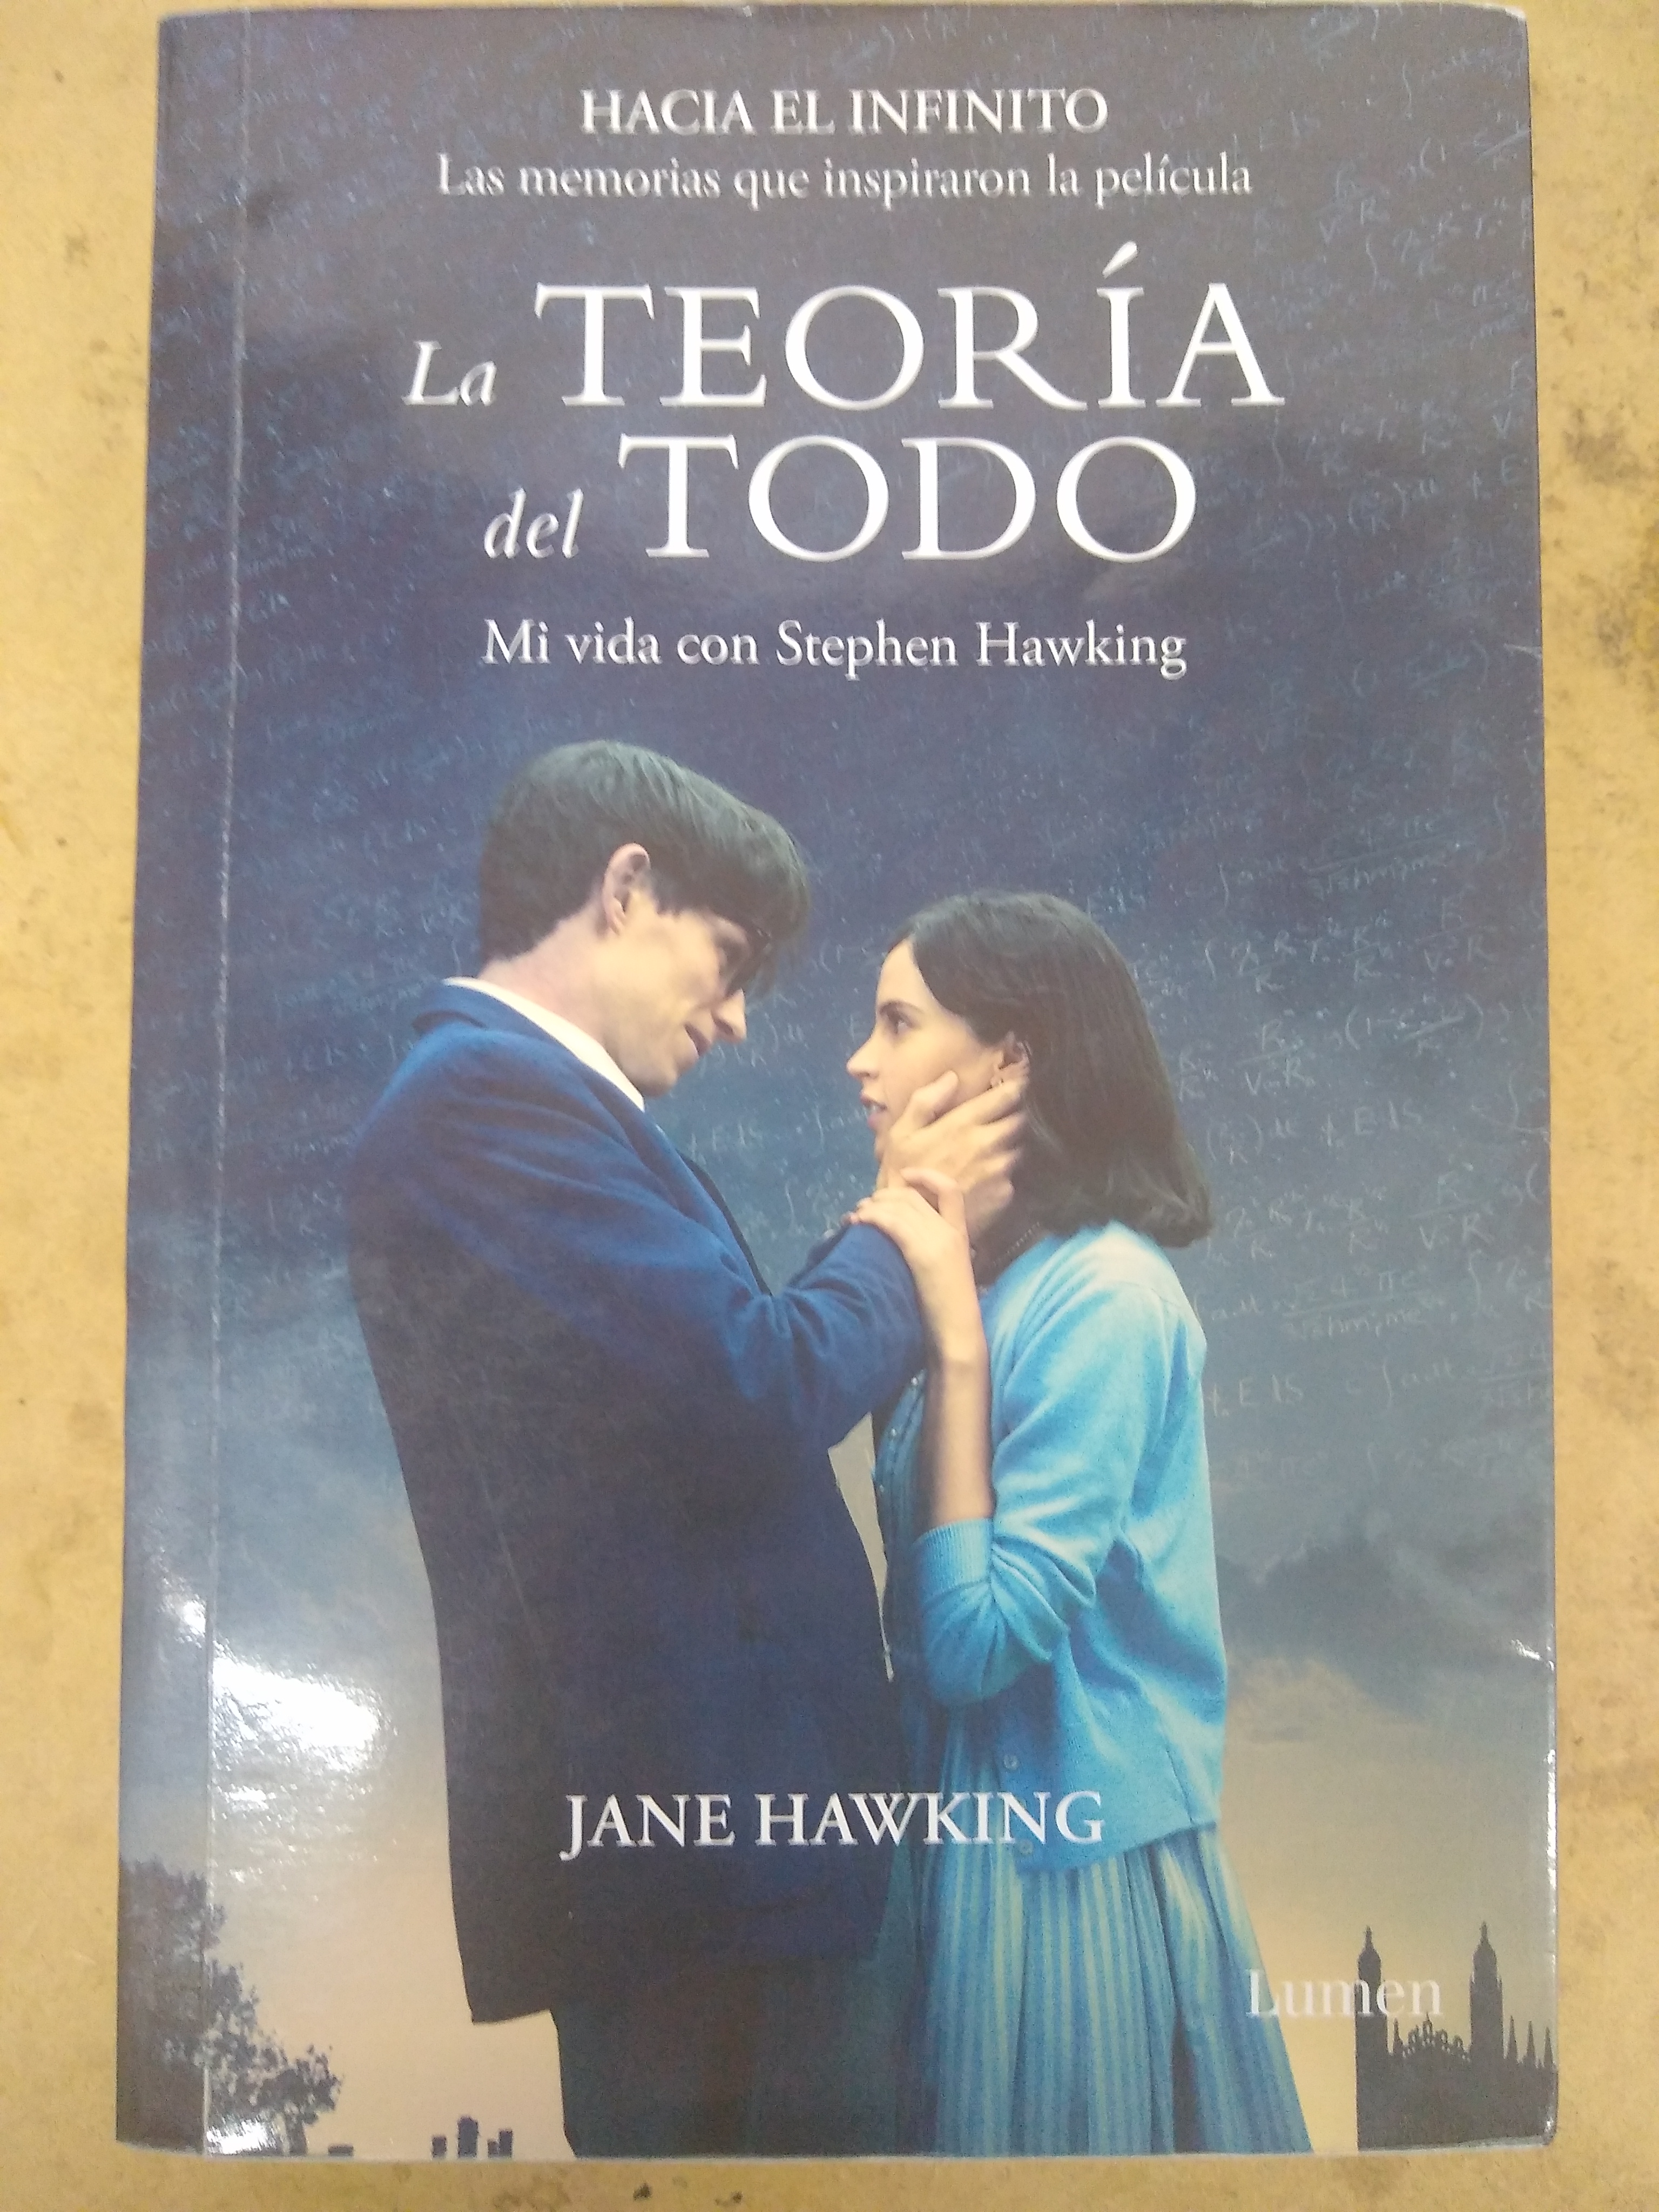 HACIA EL INFINITO
Las memorias que inspiraron la película
La TEORÍA
del TODO
Mi vida con Stephen Hawking
JANE HAWKING
Lumen